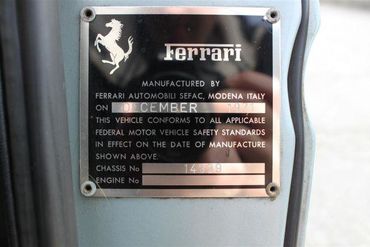 Ferrari
MANUFACTURED BY
FERRARI AUTOMOBILI SEFAC, MODENA ITALY
ON DECEMBER
THIS VEHICLE CONFORMS TO ALL APPLICABLE
FEDERAL MOTOR VEHICLE SAFETY STANDARDS
IN EFFECT ON THE DATE OF MANUFACTURE
SHOWN ABOVE.
CHASSIS No
ENGINE No